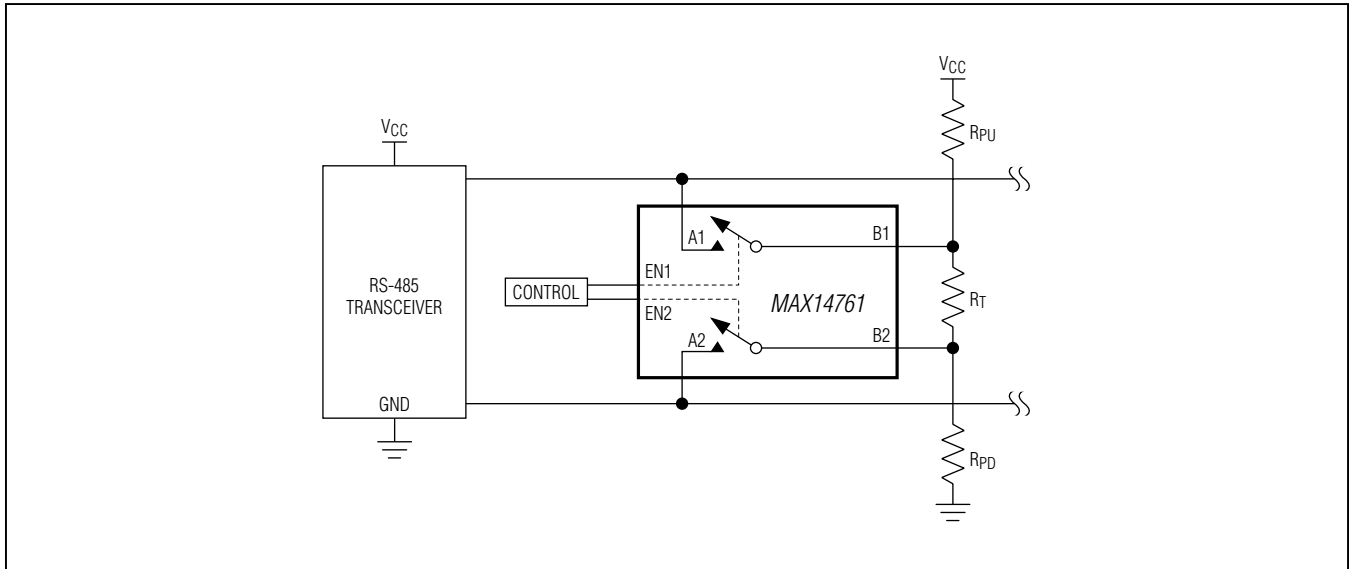 VCC
RPU
VCC
A1
B1
EN1
RS-485
TRANSCEIVER
CONTROL
MAX14761
RT
EN2
A2
B2
GND
RPD